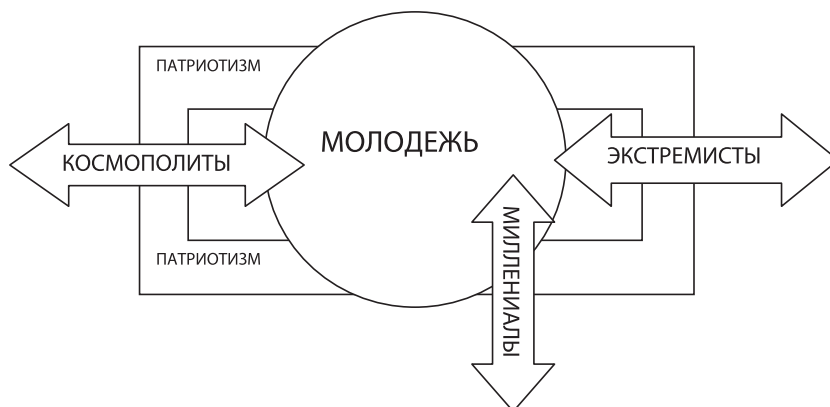 ПАТРИОТИЗМ
МОЛОДЕЖЬ
КОСМОПОЛИТЫ
ЭКСТРЕМИСТЫ
МИЛЛЕНИАЛЫ
ПАТРИОТИЗМ